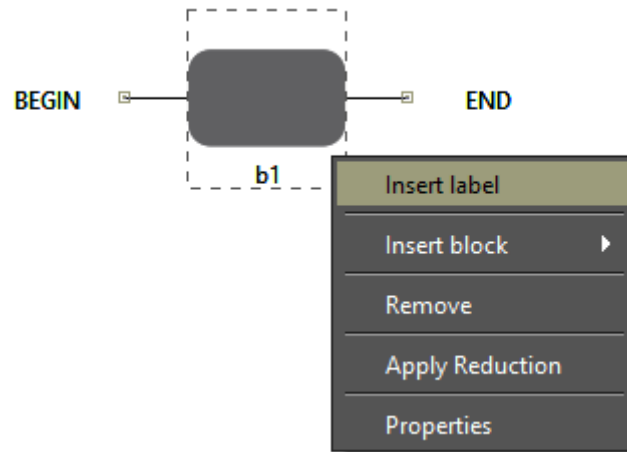 BEGIN
END
b1
Insert label
Insert block
Remove
Apply Reduction
Properties